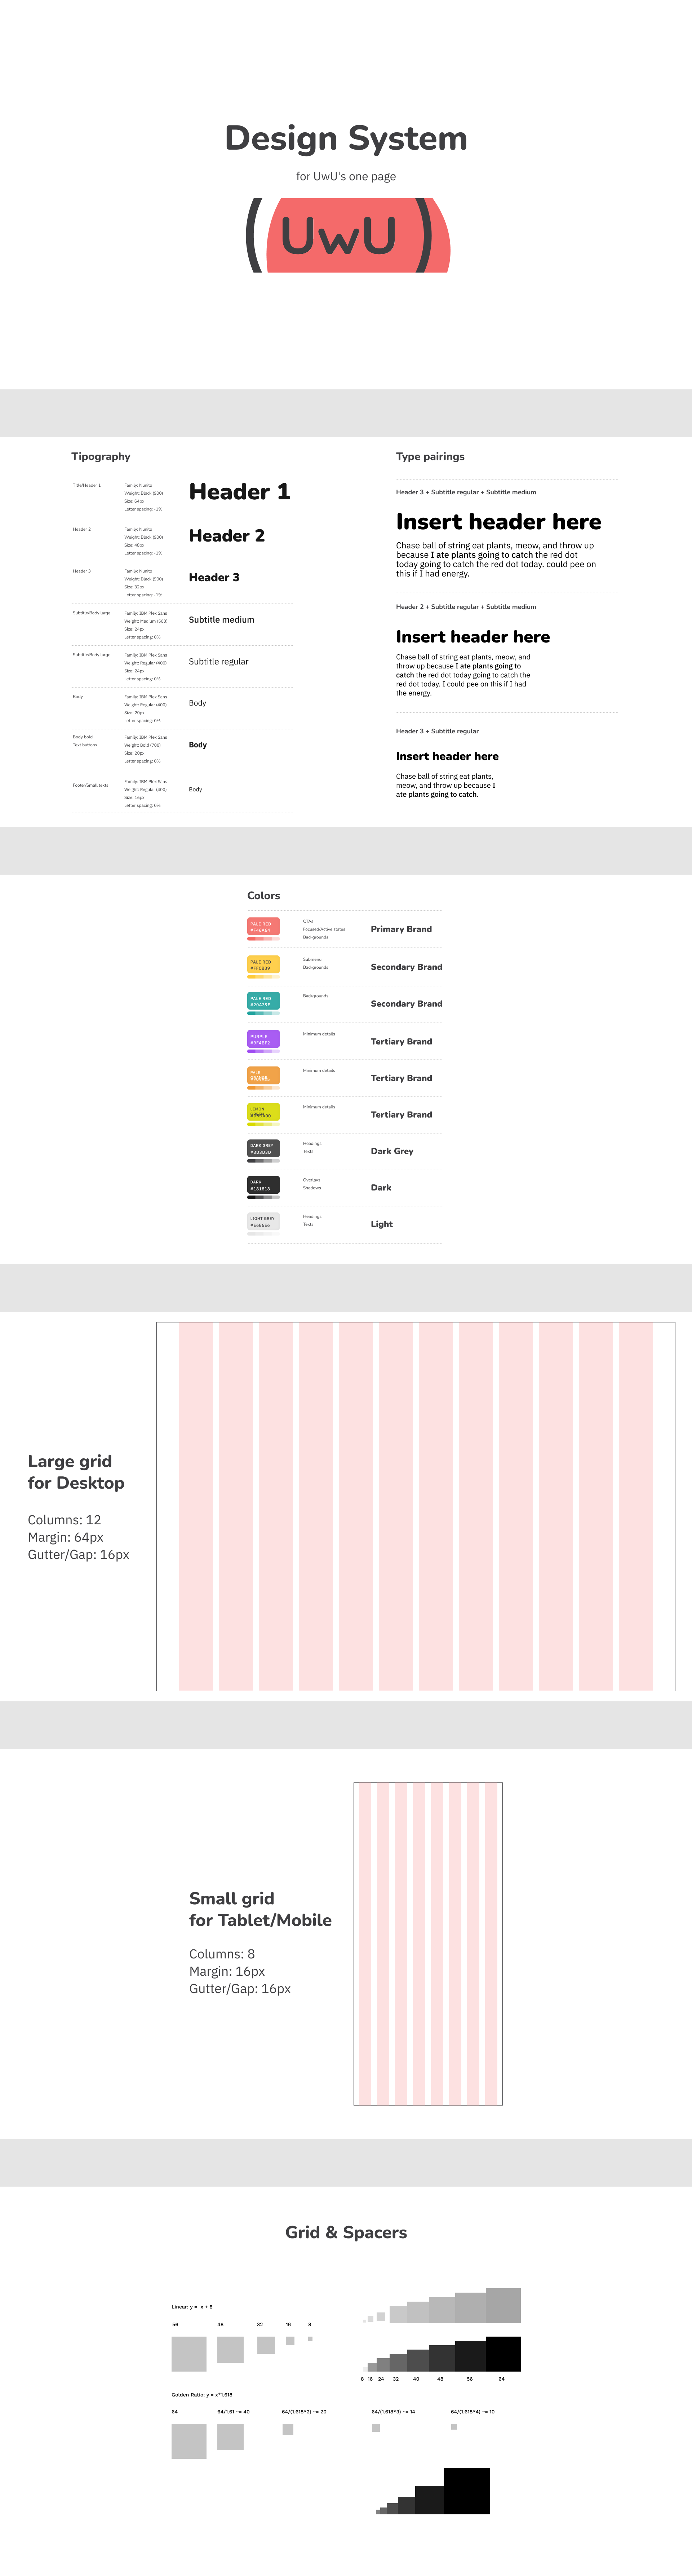 Design System
for UwU's one page
( UwU )
Tipography
Title/Header 1
Family: Nunito
Weight: Black (900)
Size: 64px
Letter spacing: -1%
Header 1
Header 2
Family: Nunito
Weight: Black (900)
Size: 48px
Letter spacing: -1%
Header 2
Header 3
Family: Nunito
Weight: Black (900)
Size: 32px
Letter spacing: -1%
Header 3
Subtitle/Body large
Family: IBM Plex Sans
Weight: Medium (500)
Size: 24px
Letter spacing: 0%
Subtitle medium
Subtitle/Body large
Family: IBM Plex Sans
Weight: Regular (400)
Size: 24px
Letter spacing: 0%
Subtitle regular
Body
Family: IBM Plex Sans
Weight: Regular (400)
Size: 20px
Letter spacing: 0%
Body
Body bold
Text buttons
Family: IBM Plex Sans
Weight: Bold (700)
Size: 20px
Letter spacing: 0%
Body
Footer/Small texts
Family: IBM Plex Sans
Weight: Regular (400)
Size: 16px
Letter spacing: 0%
Body
Type pairings
Header 3 + Subtitle regular + Subtitle medium
Insert header here
Chase ball of string eat plants, meow, and throw up
because I ate plants going to catch the red dot
today going to catch the red dot today. could pee on
this if I had energy.
Header 2 + Subtitle regular + Subtitle medium
Insert header here
Chase ball of string eat plants, meow, and
throw up because I ate plants going to
catch the red dot today going to catch the
red dot today. I could pee on this if I had
the energy.
Header 3 + Subtitle regular
Insert header here
Chase ball of string eat plants,
meow, and throw up because I
ate plants going to catch.
Colors
PALE RED
#F46A64
CTAs
Focused/Active states
Backgrounds
Primary Brand
PALE RED
#FFCB39
Submenu
Backgrounds
Secondary Brand
PALE RED
Backgrounds
Secondary Brand
PURPLE
#9F4BF2
Minimum details
Tertiary Brand
PALE
Minimum details
Tertiary Brand
LEMON
Minimum details
Tertiary Brand
DARK GREY
#3D3D3D
Headings
Texts
Dark Grey
DARK
#1B1B1B
Overlays
Shadows
Dark
LIGHT GREY
#E6E6E6
Headings
Texts
Light
Large grid
for Desktop
Columns: 12
Margin: 64px
Gutter/Gap: 16px
Small grid
for Tablet/Mobile
Columns: 8
Margin: 16px
Gutter/Gap: 16px
Grid & Spacers
Linear: y = x + 8
56 48 32 16 8
8 16 24 32 40 48 56 64
Golden Ratio: y = x*1.618
64 64/1.61 ~= 40 64/(1.618*2) ~= 20 64/(1.618*3) ~= 14 64/(1.618*4) ~= 10